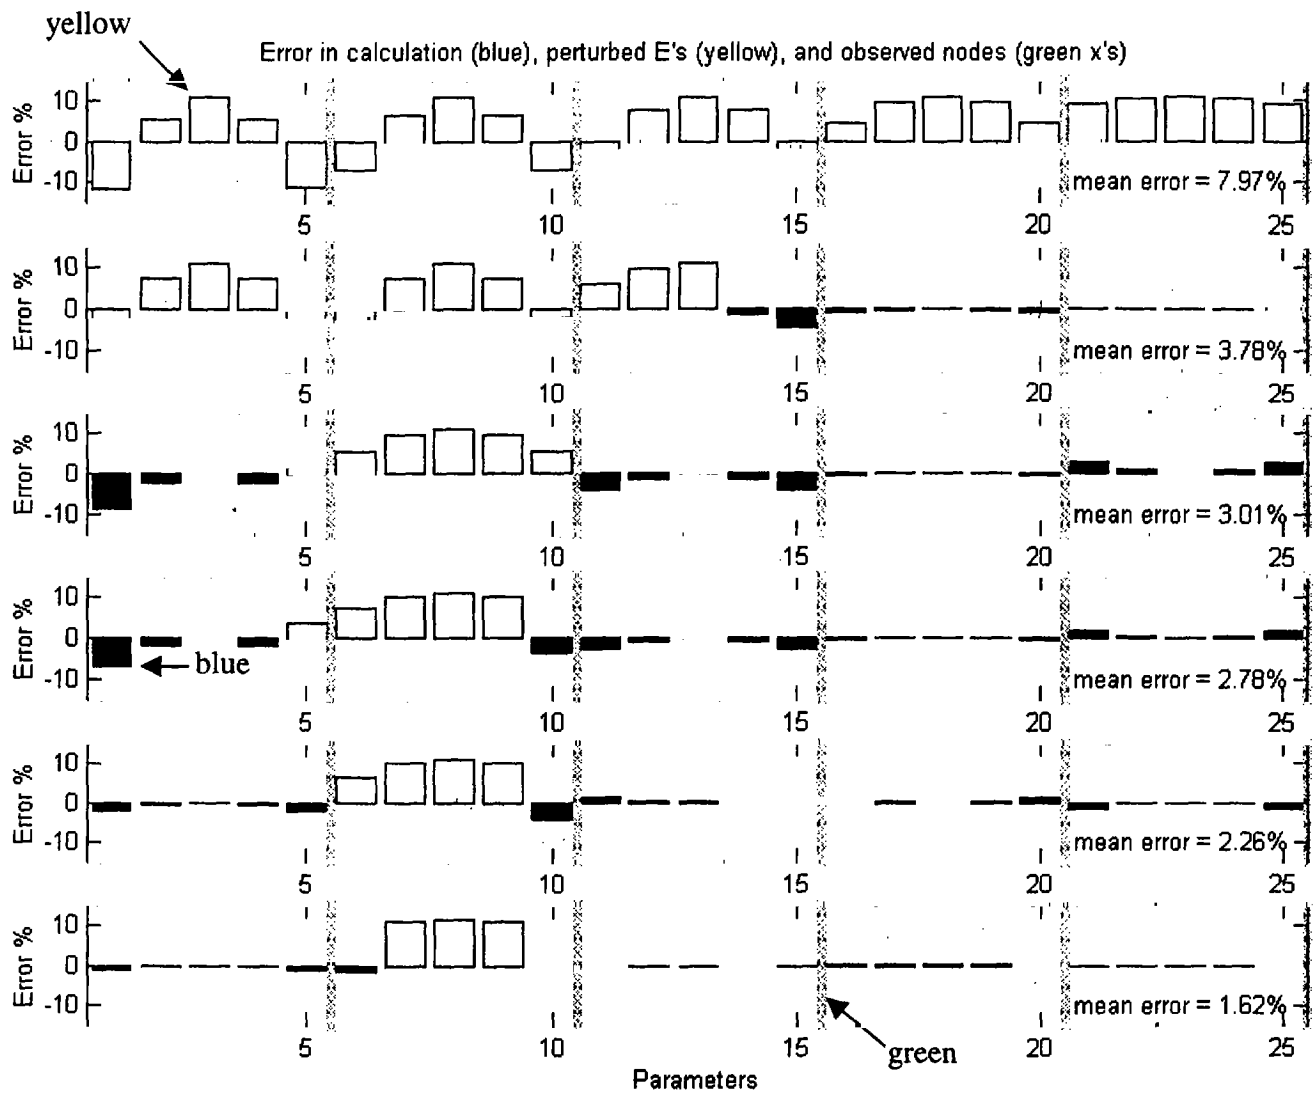 yellow
Error in calculation (blue), perturbed E's (yellow), and observed nodes (green x's)
Error %
10
0
-10
mean error = 7.97%
5 10 15 20 25
Error %
10
0
-10
mean error = 3.78%
5 10 15 20 25
Error %
10
0
-10
mean error = 3.01%
5 10 15 20 25
Error %
10
0
-10
blue
mean error = 2.78%
5 10 15 20 25
Error %
10
0
-10
mean error = 2.26%
5 10 15 20 25
Error %
10
0
-10
mean error = 1.62%
5 10 15 20 25
green
Parameters